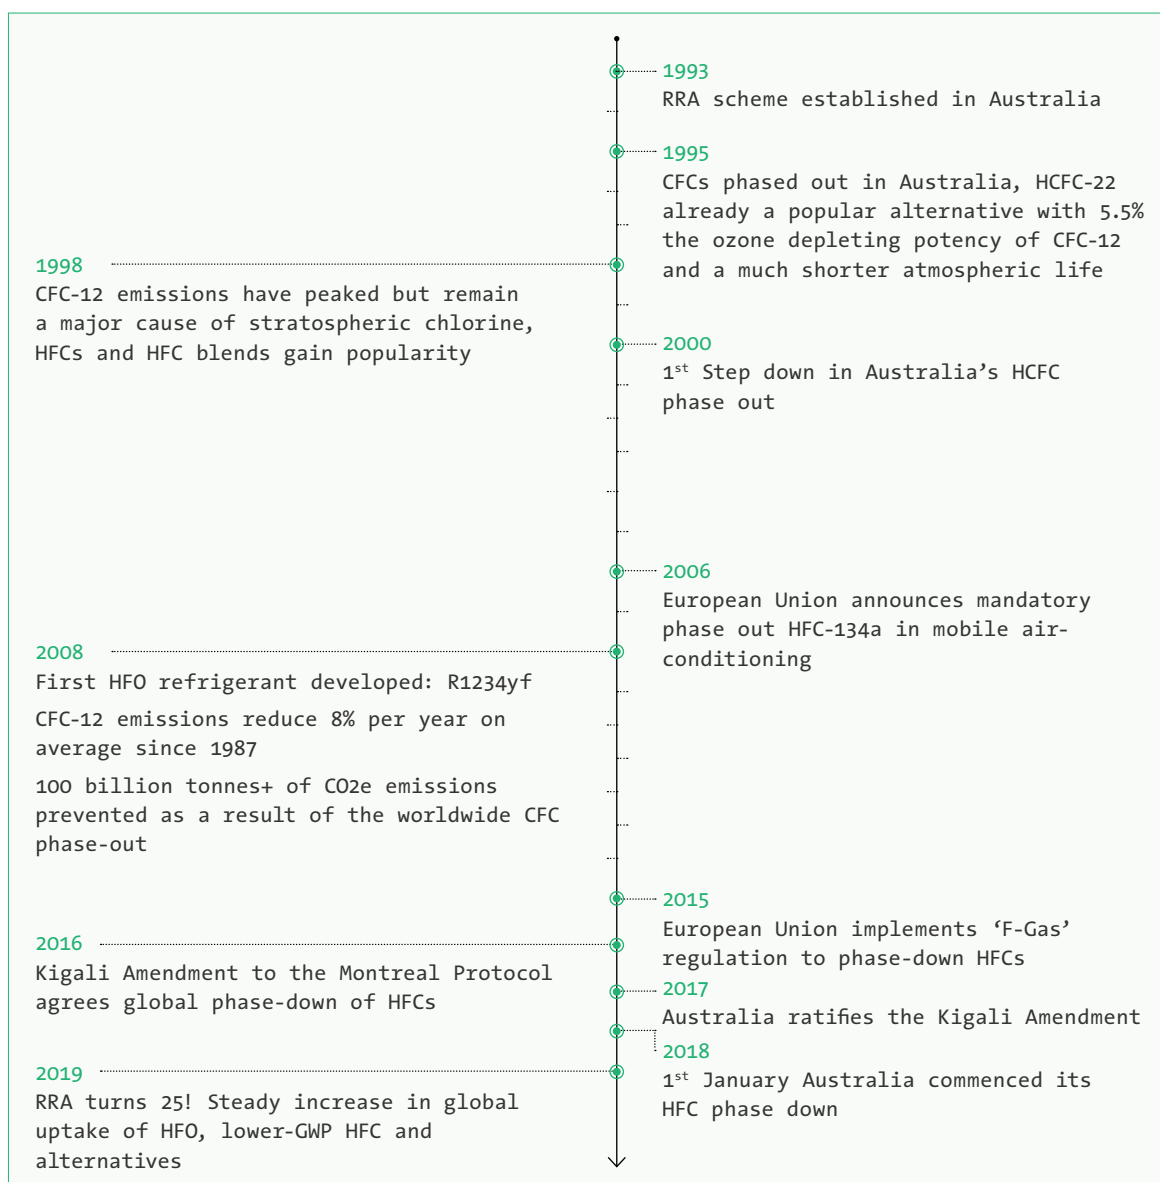 1993
RRA scheme established in Australia
1995
CFCs phased out in Australia, HCFC-22
already a popular alternative with 5.5%
the ozone depleting potency of CFC-12
and a much shorter atmospheric life
1998
CFC-12 emissions have peaked but remain
a major cause of stratospheric chlorine,
HFCs and HFC blends gain popularity
2000
1st Step down in Australia’s HCFC
phase out
2006
European Union announces mandatory
phase out HFC-134a in mobile air-
conditioning
2008
First HFO refrigerant developed: R1234yf
CFC-12 emissions reduce 8% per year on
average since 1987
100 billion tonnes+ of CO2e emissions
prevented as a result of the worldwide CFC
phase-out
2015
European Union implements ‘F-Gas’
regulation to phase-down HFCs
2016
Kigali Amendment to the Montreal Protocol
agrees global phase-down of HFCs
2017
Australia ratifies the Kigali Amendment
2018
1st January Australia commenced its
HFC phase down
2019
RRA turns 25! Steady increase in global
uptake of HFO, lower-GWP HFC and
alternatives